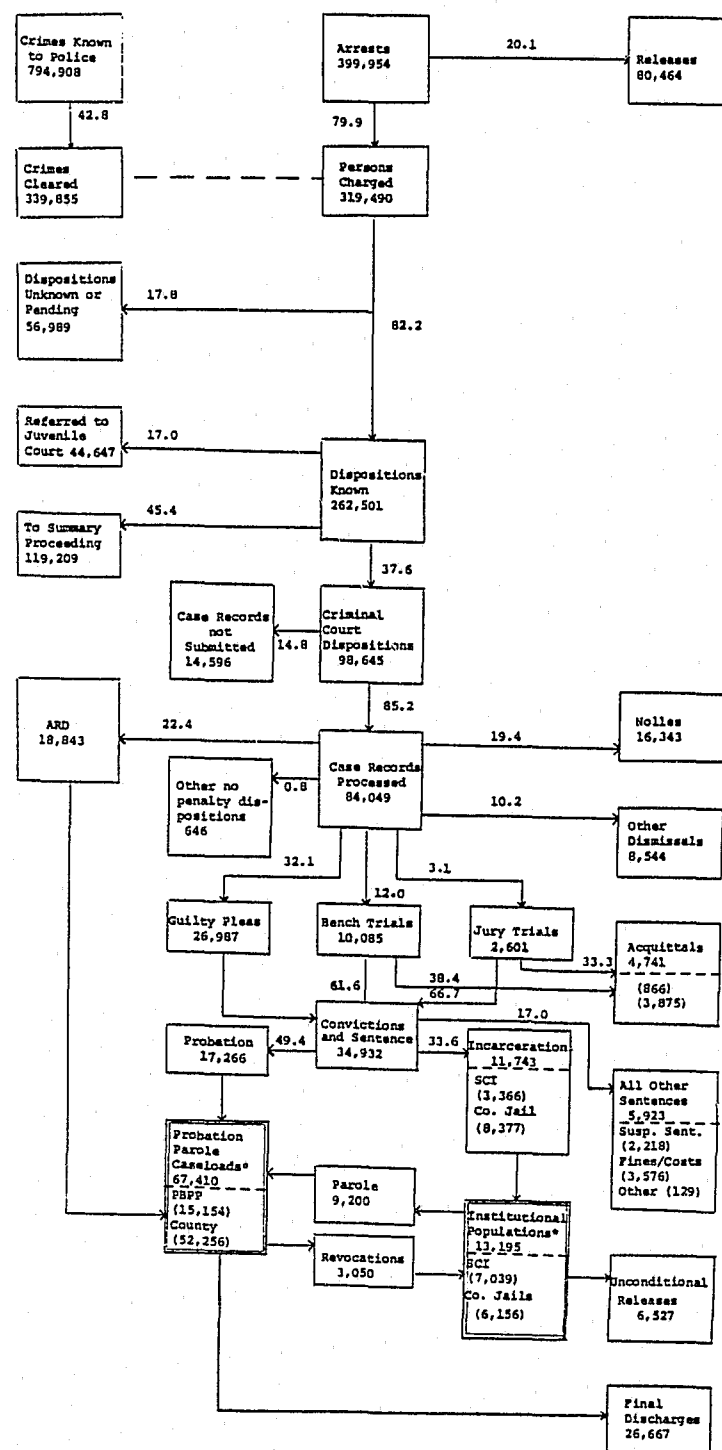 Crimes Known
to Police
794,908
Arrests
399,954
20.1
Releases
80,464
42.8
79.9
Crimes
Cleared
339,855
Persons
Charged
319,490
Dispositions
Unknown or
Pending
56,989
17.8
82.2
Referred to
Juvenile
Court 44,647
17.0
Dispositions
Known
262,501
To Summary
Proceeding
119,209
45.4
37.6
Case Records
not
Submitted
14,596
14.8
Criminal
Court
Dispositions
98,645
85.2
ARD
18,843
22.4
Case Records
Processed
84,049
19.4
Nolles
16,343
Other no
penalty dis-
positions
646
0.8
10.2
Other
Dismissals
8,544
32.1
12.0
3.1
Guilty Pleas
26,987
Bench Trials
10,085
Jury Trials
2,601
33.3
Acquittals
4,741
(866)
(3,875)
38.4
61.6
66.7
Convictions
and Sentence
34,932
17.0
Probation
17,266
49.4
33.6
Incarceration
11,743
SCI
(3,366)
Co. Jail
(8,377)
All Other
Sentences
5,923
Susp. Sent.
(2,218)
Fines/Costs
(3,576)
Other (129)
Probation
Parole
Caseloads*
67,410
PBPP
(15,154)
County
(52,256)
Parole
9,200
Revocations
3,050
Institutional
Populations*
13,195
SCI
(7,039)
Co. Jails
(6,156)
Unconditional
Releases
6,527
Final
Discharges
26,667